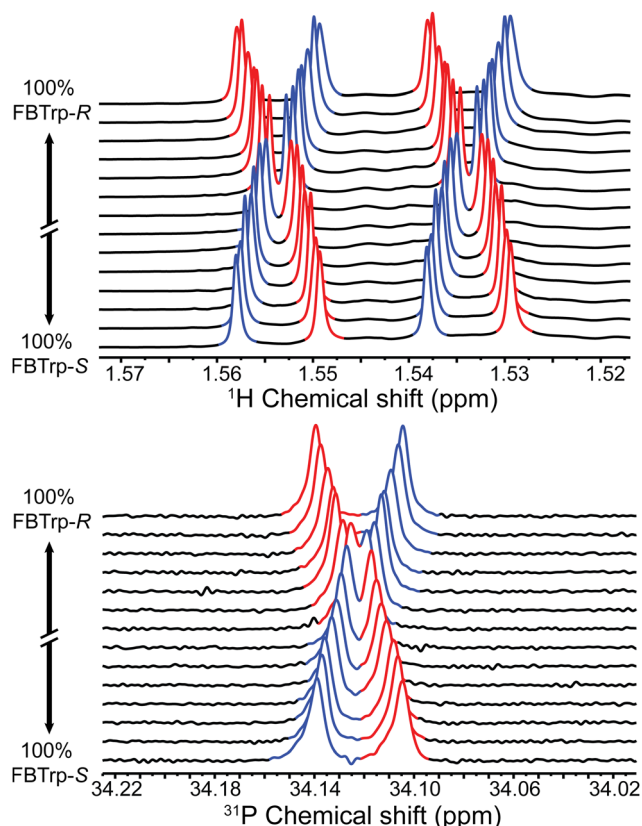 100%
FBTrp-R
100%
FBTrp-S
1.57 1.56 1.55 1.54 1.53 1.52
¹H Chemical shift (ppm)
100%
FBTrp-R
100%
FBTrp-S
34.22 34.18 34.14 34.10 34.06 34.02
³¹P Chemical shift (ppm)